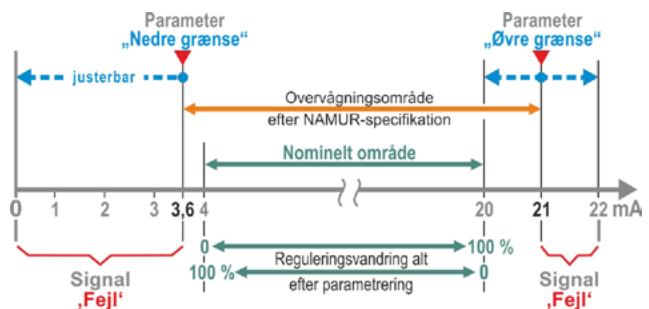 Parameter
„Nedre grænse“
Parameter
„Øvre grænse“
justerbar
Overvågningsområde
efter NAMUR-specifikation
Nominelt område
0 1 2 3 3,6 4 20 21 22 mA
0 100 %
Reguleringsvandring alt
100 % 0
efter parametrering
Signal
‚Fejl‘
Signal
‚Fejl‘